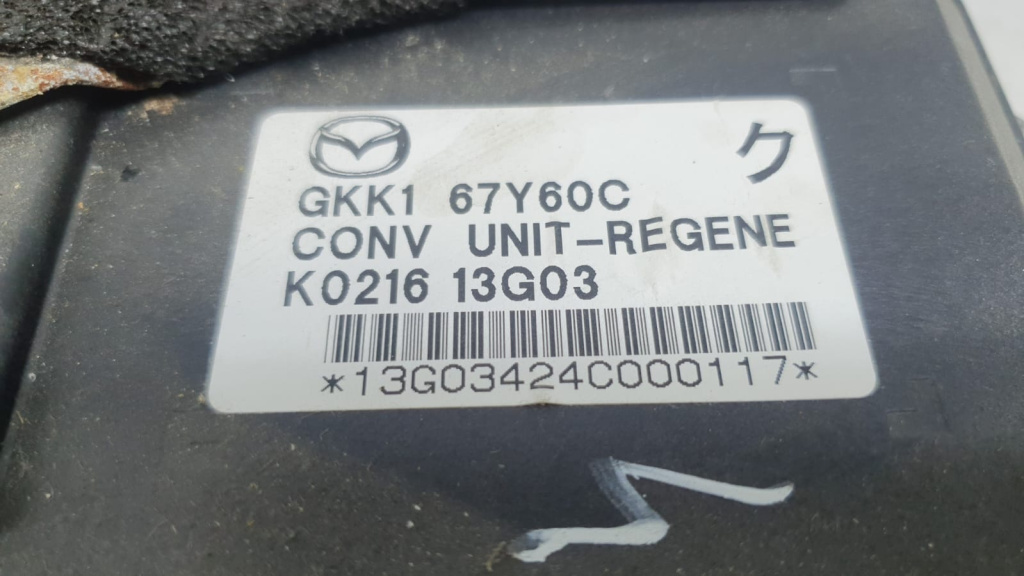 ク
GKK1 67Y60C
CONV UNIT-REGENE
K0216 13G03
*13G03424C000117*